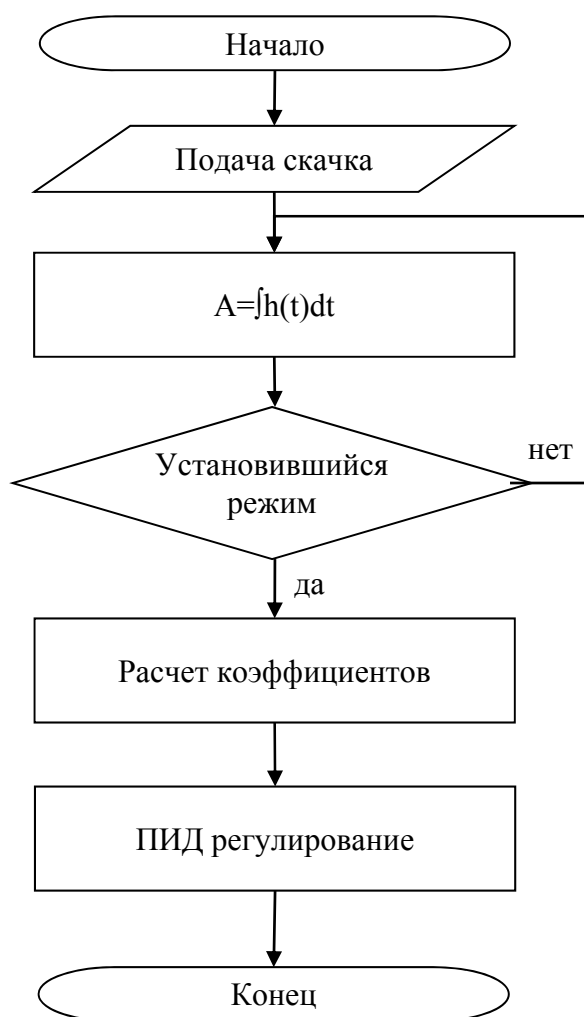 Начало
Подача скачка
A=∫h(t)dt
Установившийся
режим
нет
да
Расчет коэффициентов
ПИД регулирование
Конец